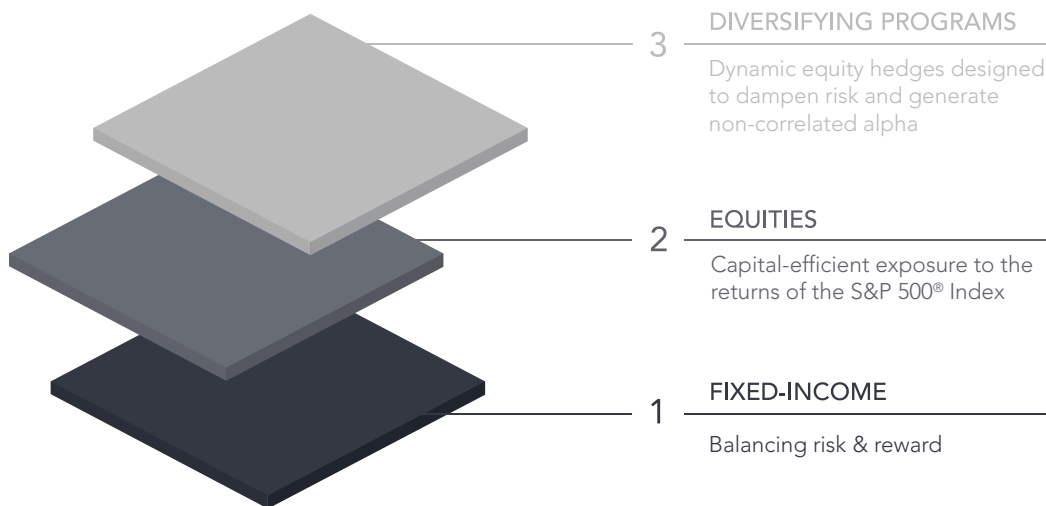 3
DIVERSIFYING PROGRAMS
Dynamic equity hedges designed
to dampen risk and generate
non-correlated alpha
2
EQUITIES
Capital-efficient exposure to the
returns of the S&P 500® Index
1
FIXED-INCOME
Balancing risk & reward